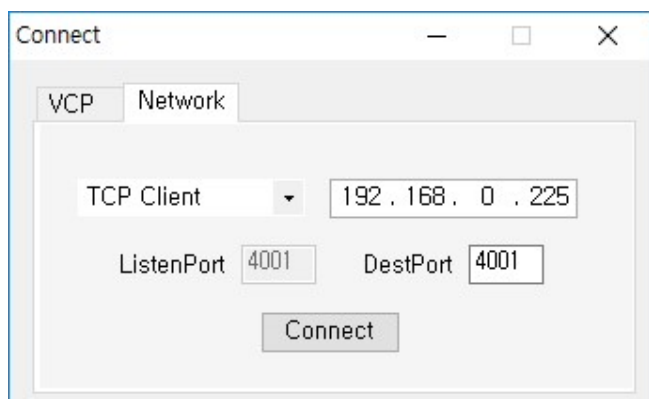 Connect
VCP Network
TCP Client 192 . 168 . 0 . 225
ListenPort 4001 DestPort 4001
Connect